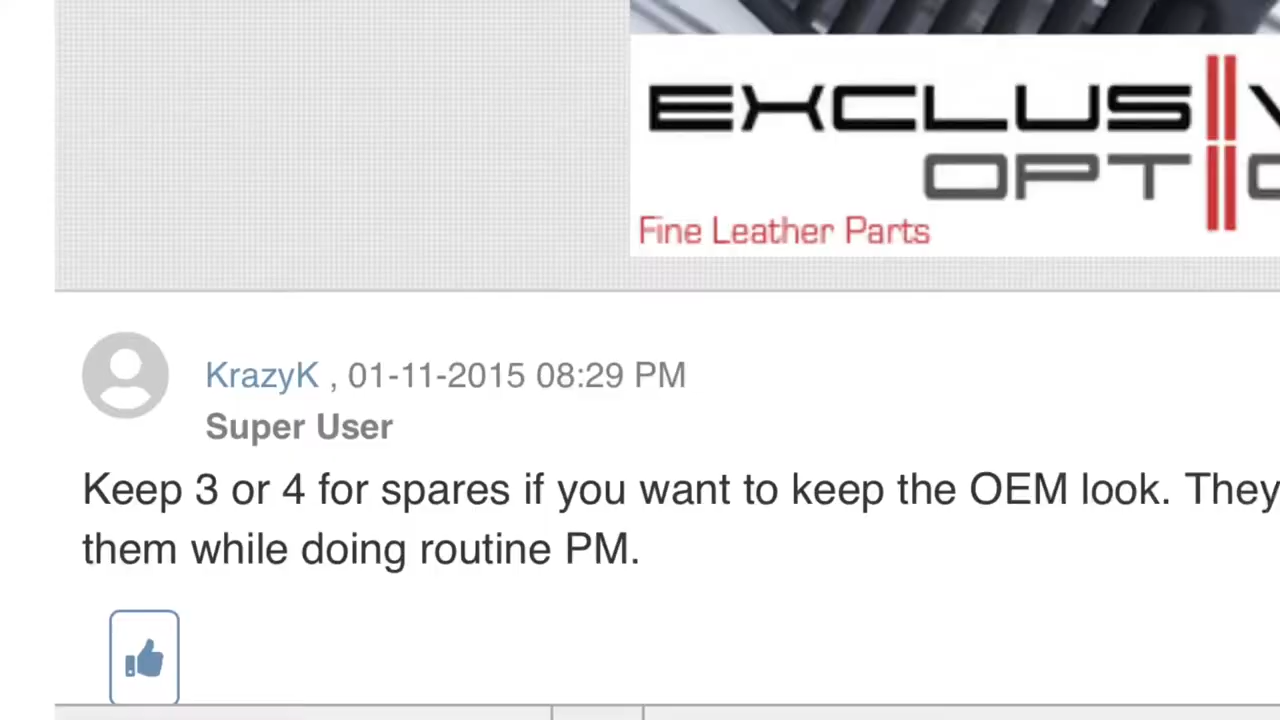 EXCLUS
OPT
Fine Leather Parts
KrazyK , 01-11-2015 08:29 PM
Super User
Keep 3 or 4 for spares if you want to keep the OEM look. They
them while doing routine PM.